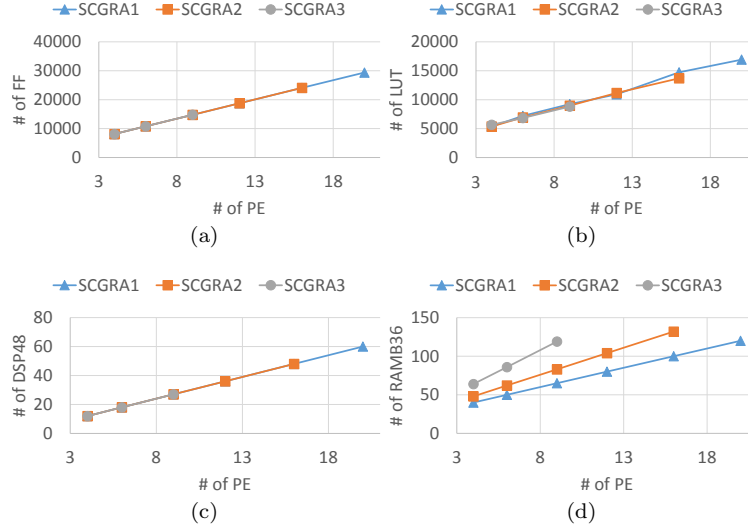 SCGRA1 SCGRA2 SCGRA3
# of FF
40000
30000
20000
10000
0
3 8 13 18
# of PE
(a)
SCGRA1 SCGRA2 SCGRA3
# of LUT
20000
15000
10000
5000
0
3 8 13 18
# of PE
(b)
SCGRA1 SCGRA2 SCGRA3
# of DSP48
80
60
40
20
0
3 8 13 18
# of PE
(c)
SCGRA1 SCGRA2 SCGRA3
# of RAMB36
150
100
50
0
3 8 13 18
# of PE
(d)